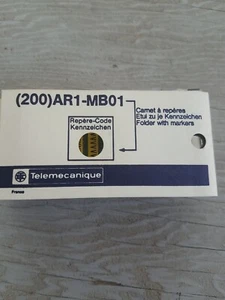 (200)AR1-MB01
Repère-Code
Kennzeichen
Carnet à repères
Etui zu je Kennzeichen
Folder with markers
Telemecanique
France